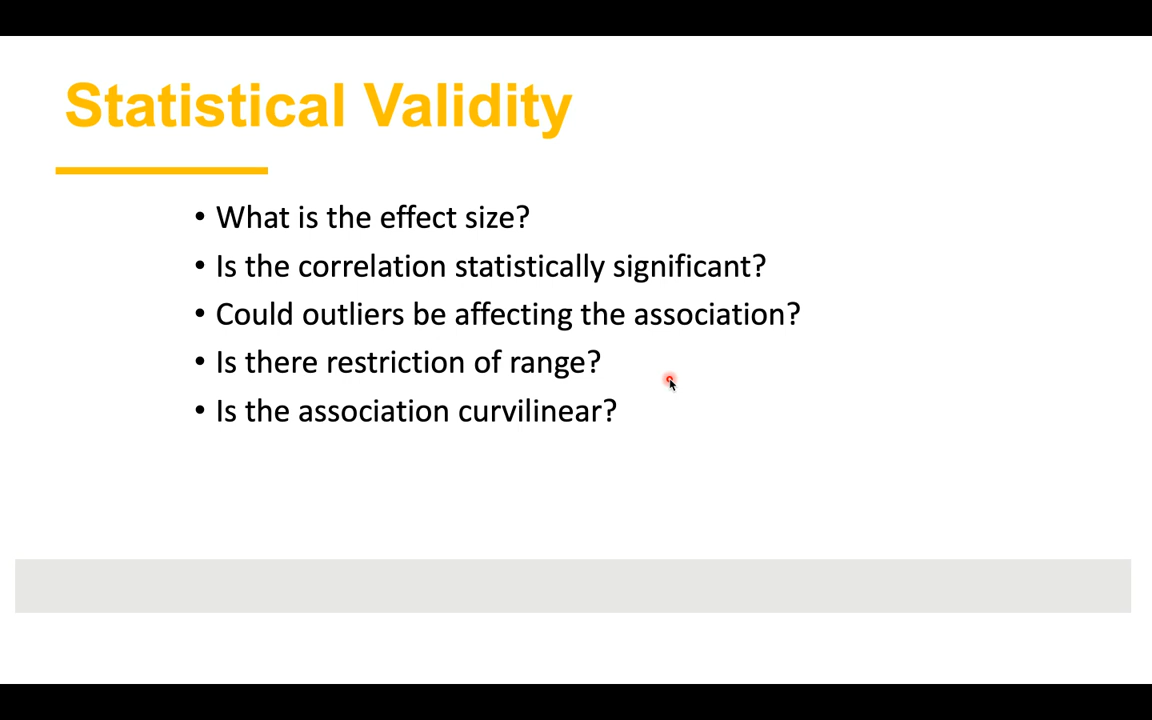 Statistical Validity
• What is the effect size?
• Is the correlation statistically significant?
• Could outliers be affecting the association?
• Is there restriction of range?
• Is the association curvilinear?